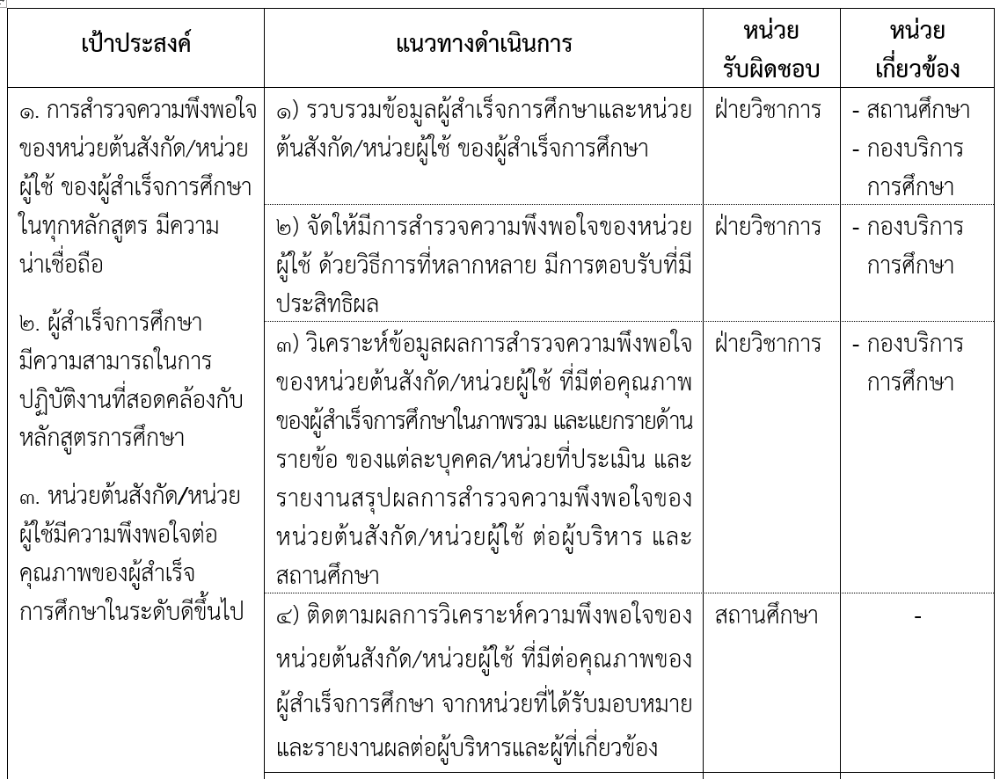 เป้าประสงค์
แนวทางดำเนินการ
หน่วย
รับผิดชอบ
หน่วย
เกี่ยวข้อง
๑. การสำรวจความพึงพอใจ
ของหน่วยต้นสังกัด/หน่วย
ผู้ใช้ ของผู้สำเร็จการศึกษา
ในทุกหลักสูตร มีความ
น่าเชื่อถือ
๒. ผู้สำเร็จการศึกษา
มีความสามารถในการ
ปฏิบัติงานที่สอดคล้องกับ
หลักสูตรการศึกษา
๓. หน่วยต้นสังกัด/หน่วย
ผู้ใช้มีความพึงพอใจต่อ
คุณภาพของผู้สำเร็จ
การศึกษาในระดับดีขึ้นไป
๑) รวบรวมข้อมูลผู้สำเร็จการศึกษาและหน่วย
ต้นสังกัด/หน่วยผู้ใช้ ของผู้สำเร็จการศึกษา
ฝ่ายวิชาการ
- สถานศึกษา
- กองบริการ
การศึกษา
๒) จัดให้มีการสำรวจความพึงพอใจของหน่วย
ผู้ใช้ ด้วยวิธีการที่หลากหลาย มีการตอบรับที่มี
ประสิทธิผล
ฝ่ายวิชาการ
- กองบริการ
การศึกษา
๓) วิเคราะห์ข้อมูลผลการสำรวจความพึงพอใจ
ของหน่วยต้นสังกัด/หน่วยผู้ใช้ ที่มีต่อคุณภาพ
ของผู้สำเร็จการศึกษาในภาพรวม และแยกรายด้าน
รายข้อ ของแต่ละบุคคล/หน่วยที่ประเมิน และ
รายงานสรุปผลการสำรวจความพึงพอใจของ
หน่วยต้นสังกัด/หน่วยผู้ใช้ ต่อผู้บริหาร และ
สถานศึกษา
ฝ่ายวิชาการ
- กองบริการ
การศึกษา
๔) ติดตามผลการวิเคราะห์ความพึงพอใจของ
หน่วยต้นสังกัด/หน่วยผู้ใช้ ที่มีต่อคุณภาพของ
ผู้สำเร็จการศึกษา จากหน่วยที่ได้รับมอบหมาย
และรายงานผลต่อผู้บริหารและผู้ที่เกี่ยวข้อง
สถานศึกษา
-